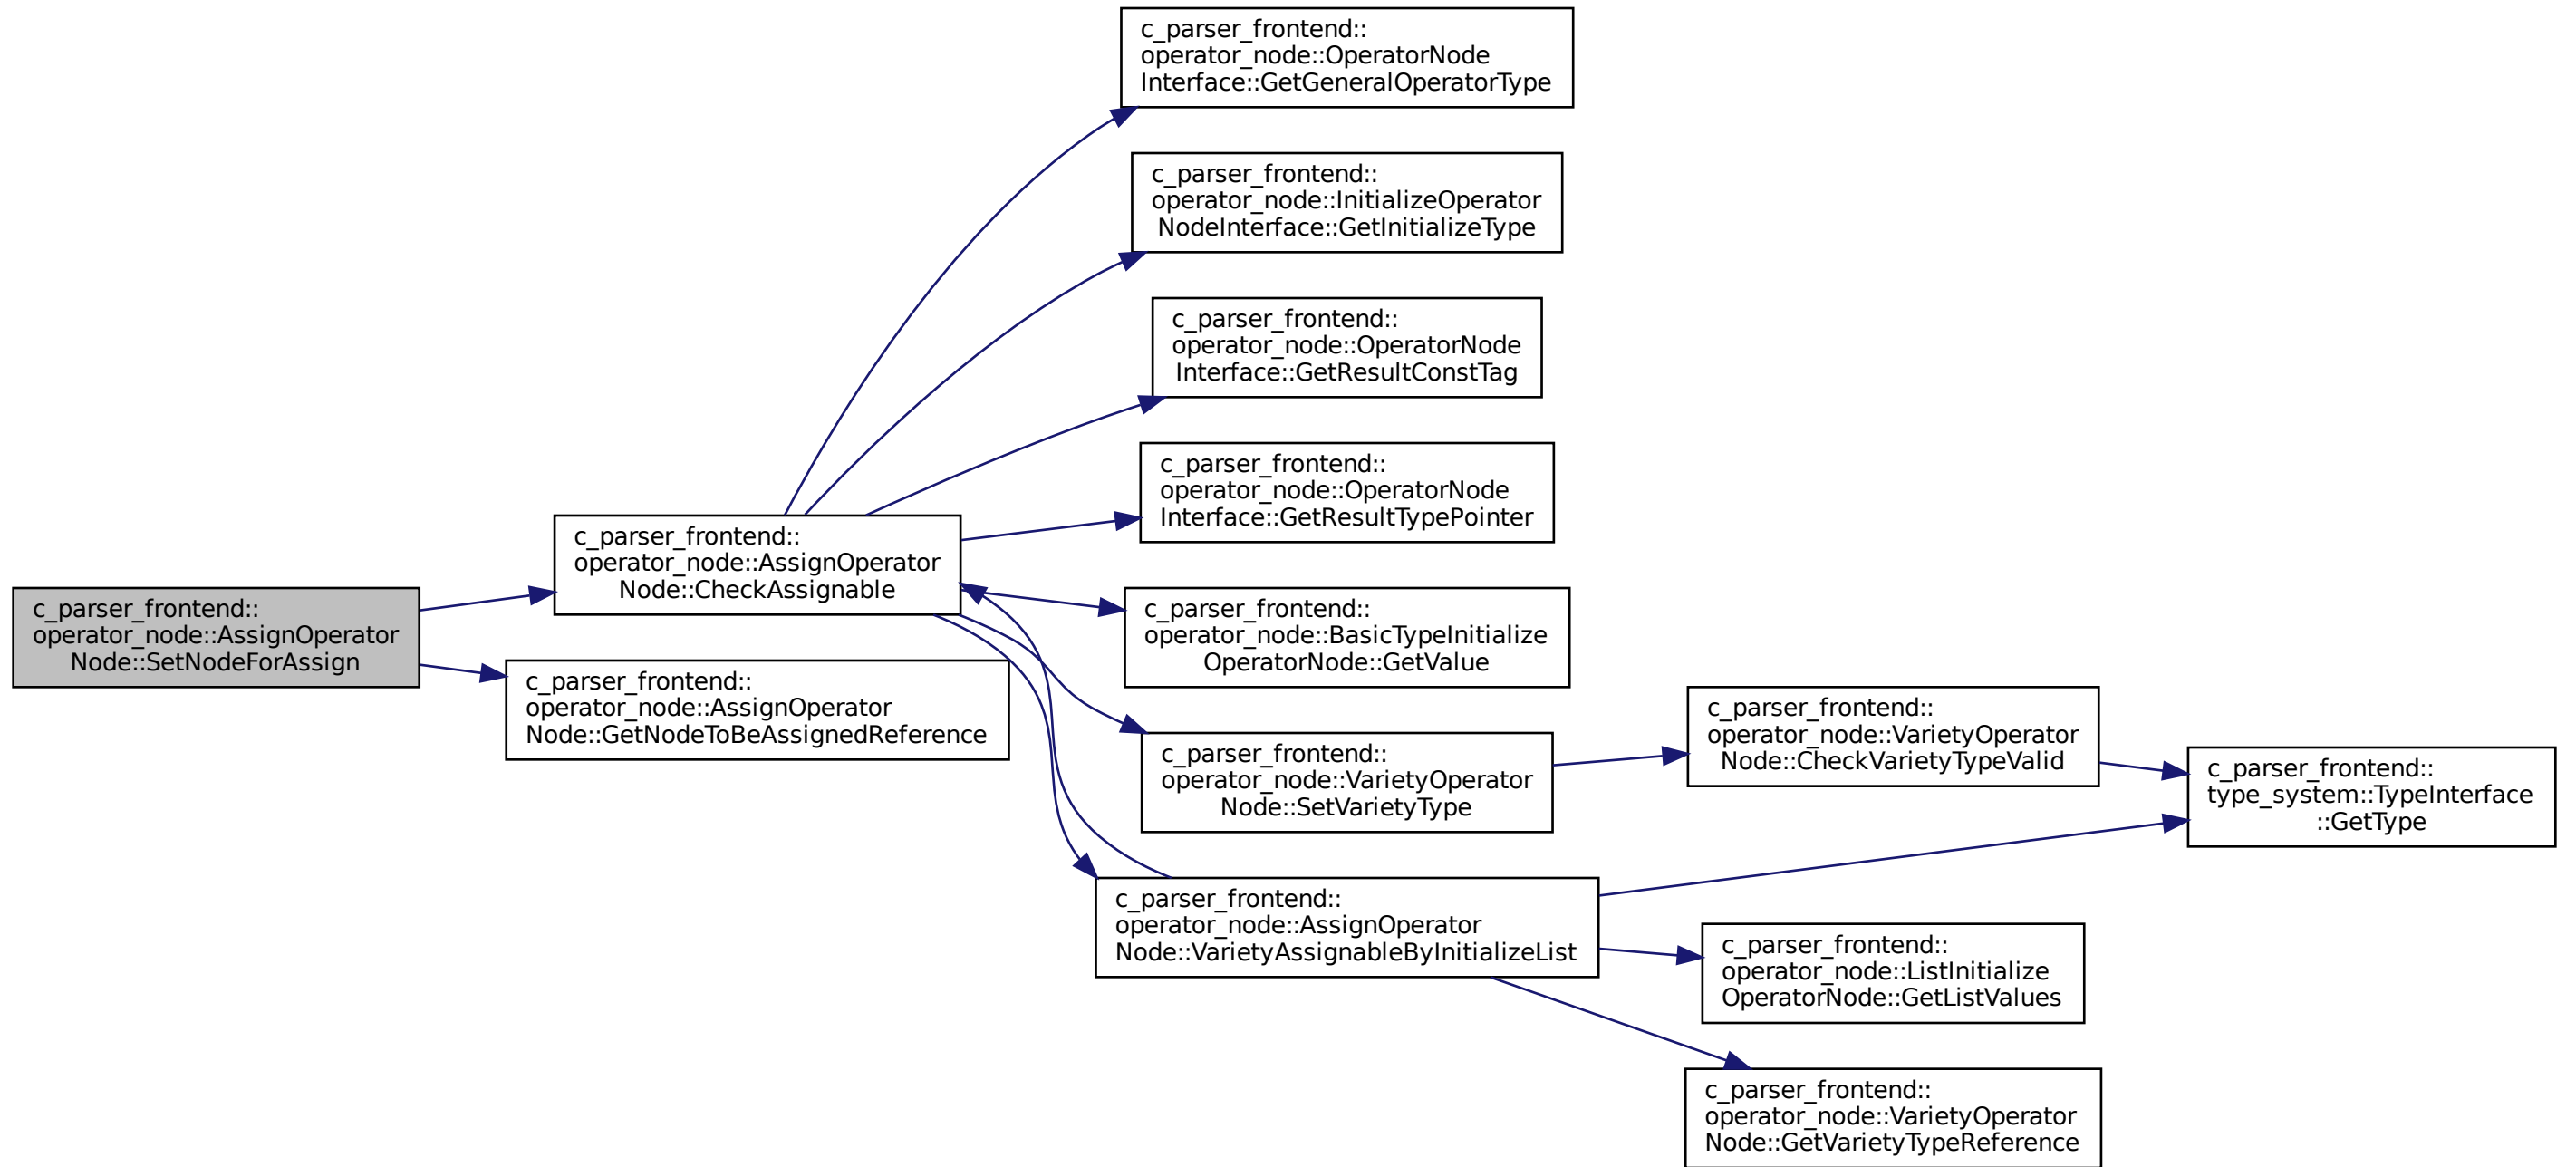 c_parser_frontend::
operator_node::OperatorNode
Interface::GetGeneralOperatorType
c_parser_frontend::
operator_node::InitializeOperator
NodeInterface::GetInitializeType
c_parser_frontend::
operator_node::OperatorNode
Interface::GetResultConstTag
c_parser_frontend::
operator_node::OperatorNode
Interface::GetResultTypePointer
c_parser_frontend::
operator_node::AssignOperator
Node::CheckAssignable
c_parser_frontend::
operator_node::AssignOperator
Node::SetNodeForAssign
c_parser_frontend::
operator_node::BasicTypeInitialize
OperatorNode::GetValue
c_parser_frontend::
operator_node::AssignOperator
Node::GetNodeToBeAssignedReference
c_parser_frontend::
operator_node::VarietyOperator
Node::SetVarietyType
c_parser_frontend::
operator_node::VarietyOperator
Node::CheckVarietyTypeValid
c_parser_frontend::
type_system::TypeInterface
::GetType
c_parser_frontend::
operator_node::AssignOperator
Node::VarietyAssignableByInitializeList
c_parser_frontend::
operator_node::ListInitialize
OperatorNode::GetListValues
c_parser_frontend::
operator_node::VarietyOperator
Node::GetVarietyTypeReference